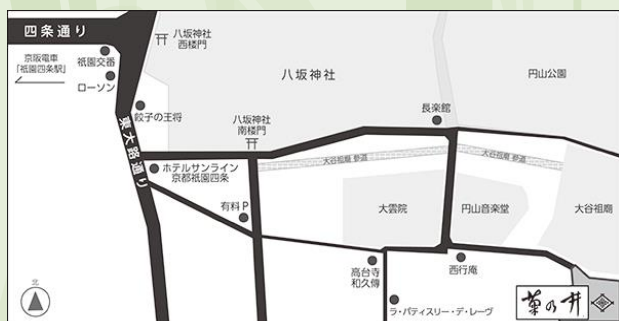 四条通り
京阪電車
「祇園四条駅」
祇園交番
ローソン
八坂神社
西楼門
八坂神社
円山公園
餃子の王将
東大路通り
八坂神社
南楼門
長楽館
大谷祖廟 参道
大谷祖廟 参道
ホテルサンライン
京都祇園四条
有料 P
大雲院
円山音楽堂
大谷祖廟
高台寺
和久傳
西行庵
ラ・パティスリー・デ・レーヴ
菊乃井
北